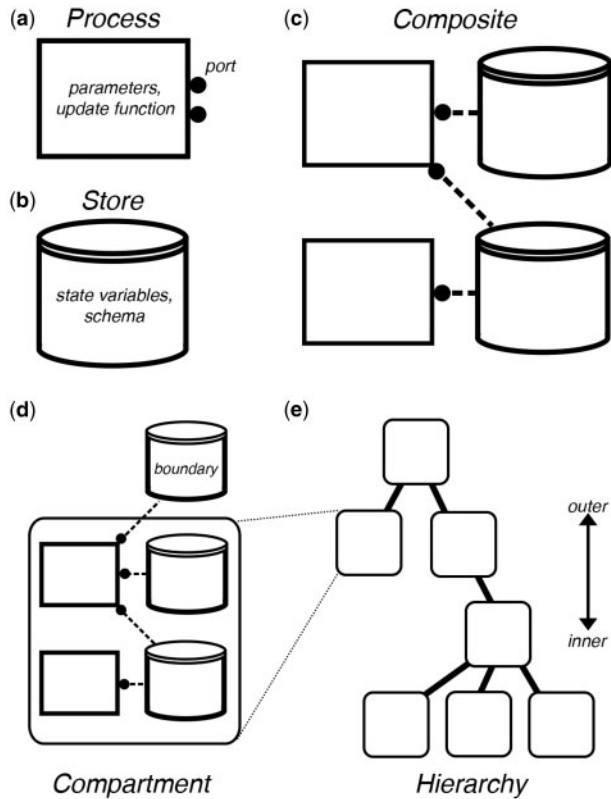 (a) Process
port
parameters,
update function
(b) Store
state variables,
schema
(c) Composite
(d)
boundary
Compartment
(e)
outer
inner
Hierarchy